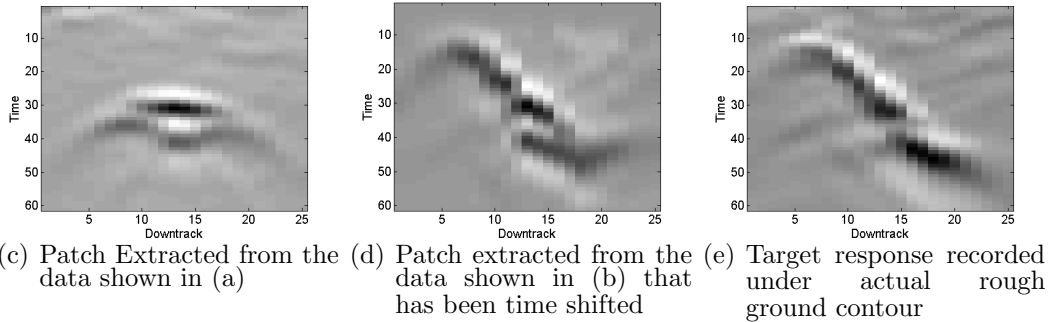 10
20
30
40
50
60
Time
5 10 15 20 25
Downtrack
10
20
30
40
50
60
Time
5 10 15 20 25
Downtrack
10
20
30
40
50
60
Time
5 10 15 20 25
Downtrack
(c) Patch Extracted from the
data shown in (a)
(d) Patch extracted from the
data shown in (b) that
has been time shifted
(e) Target response recorded
under actual rough
ground contour